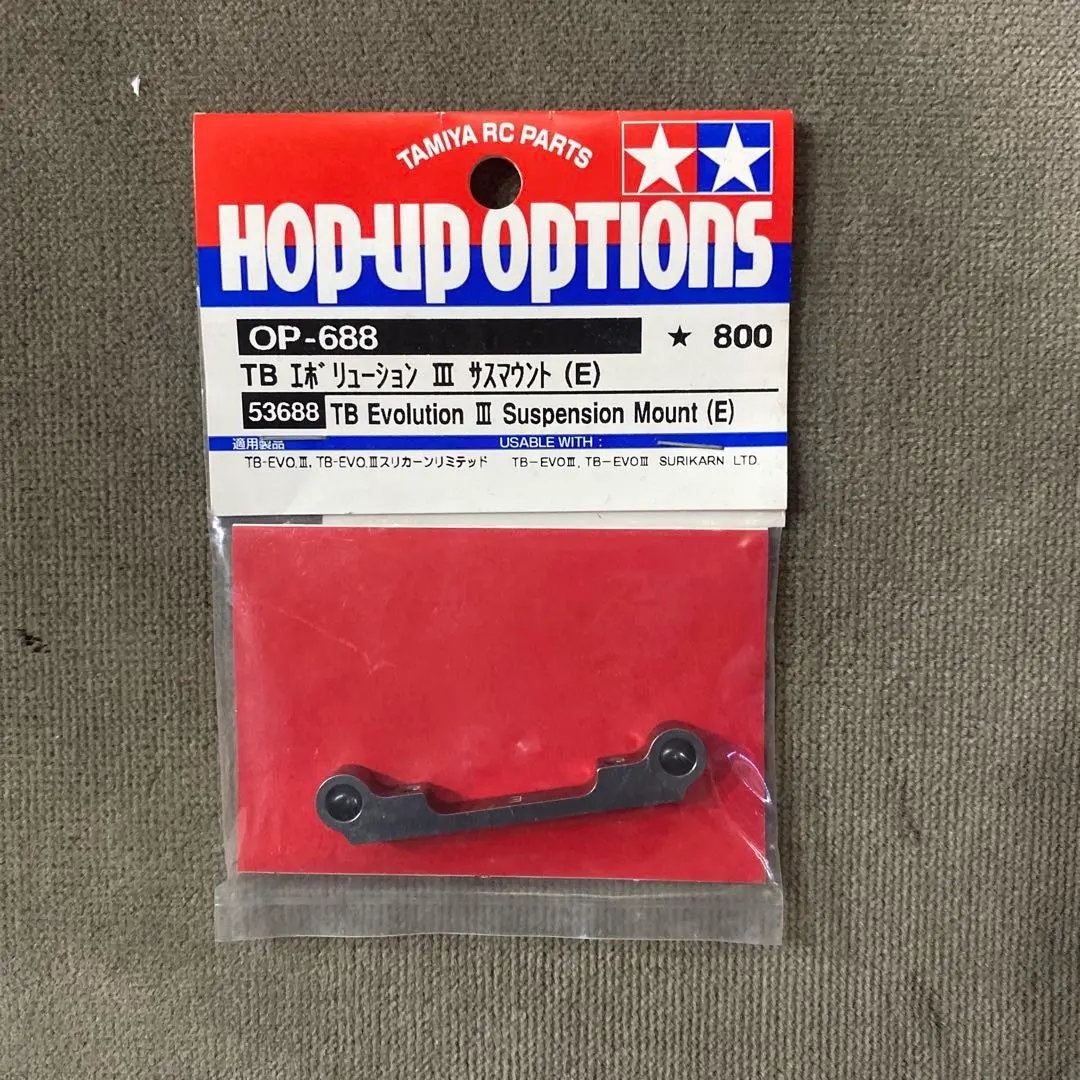 TAMIYA RC PARTS
HOP-UP OPTIONS
OP-688 ★ 800
TB ｴﾎﾞﾘｭｰｼｮﾝ Ⅲ ｻｽﾏｳﾝﾄ (E)
53688 TB Evolution Ⅲ Suspension Mount (E)
適用製品 USABLE WITH :
TB-EVO.Ⅲ, TB-EVO.Ⅲスリカーンリミテッド TB-EVOⅢ, TB-EVOⅢ SURIKARN LTD.
E